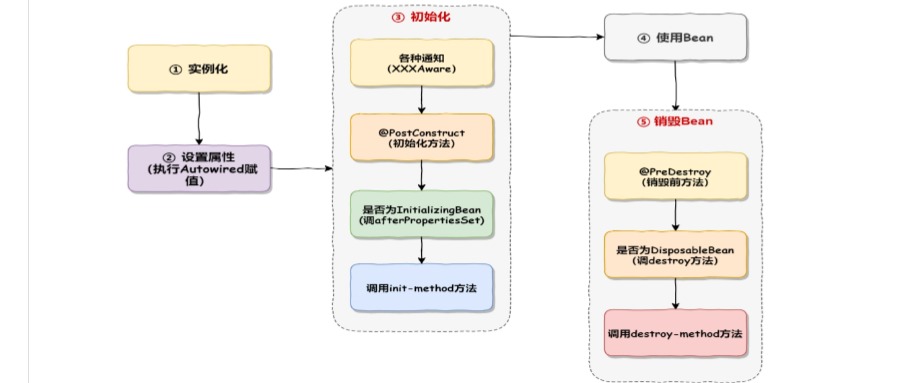 ① 实例化
② 设置属性
(执行Autowired赋
值)
③ 初始化
各种通知
(XXXAware)
@PostConstruct
(初始化方法)
是否为InitializingBean
(调afterPropertiesSet)
调用init-method方法
④ 使用Bean
⑤ 销毁Bean
@PreDestroy
(销毁前方法)
是否为DisposableBean
(调destroy方法)
调用destroy-method方法